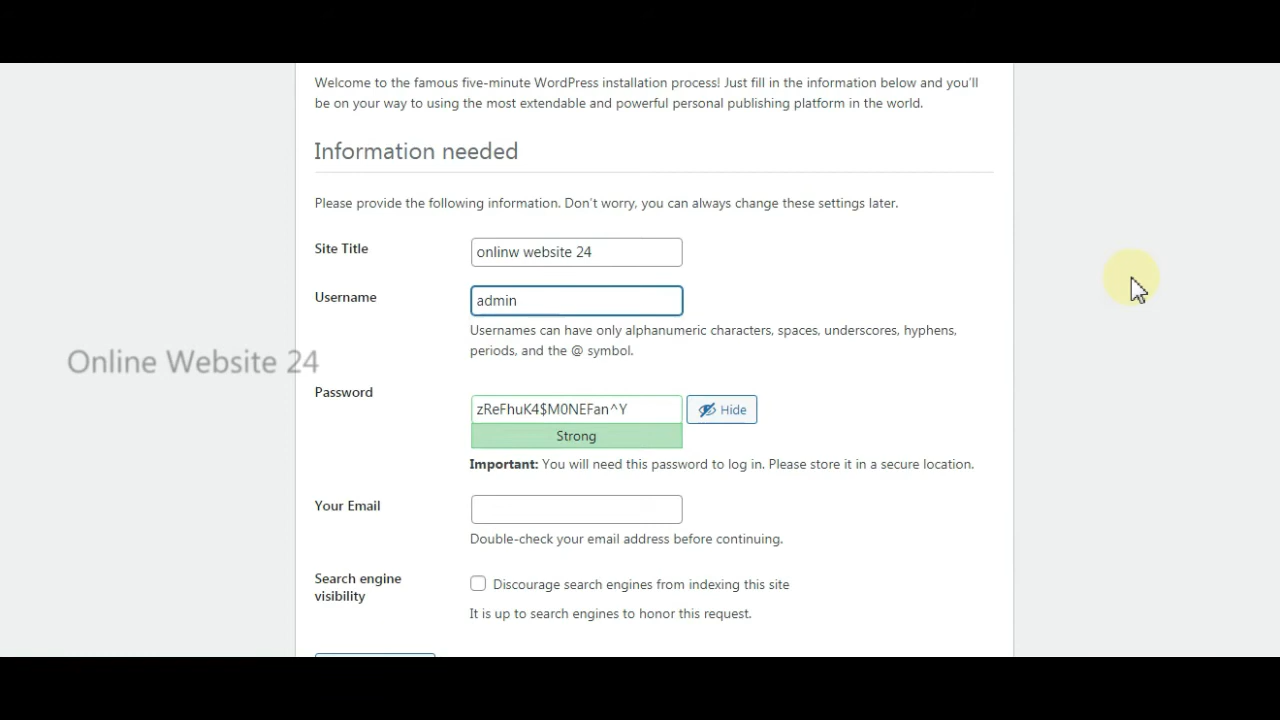 Welcome to the famous five-minute WordPress installation process! Just fill in the information below and you'll
be on your way to using the most extendable and powerful personal publishing platform in the world.
Information needed
Please provide the following information. Don't worry, you can always change these settings later.
Site Title
onlinw website 24
Username
admin
Usernames can have only alphanumeric characters, spaces, underscores, hyphens,
periods, and the @ symbol.
Online Website 24
Password
zReFhuK4$M0NEFan^Y
Hide
Strong
Important: You will need this password to log in. Please store it in a secure location.
Your Email
Double-check your email address before continuing.
Search engine
visibility
Discourage search engines from indexing this site
It is up to search engines to honor this request.